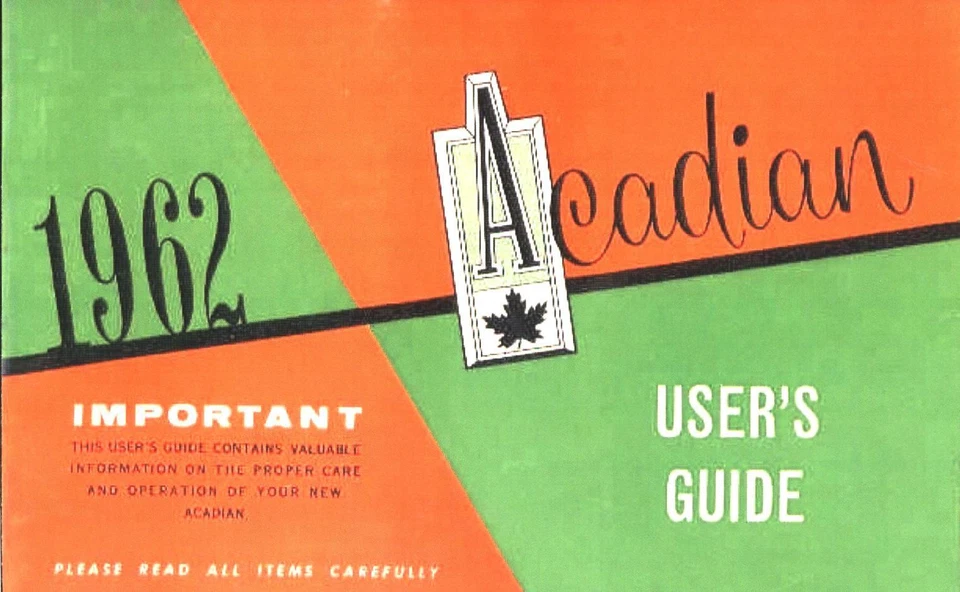 1962
Acadian
IMPORTANT
THIS USER'S GUIDE CONTAINS VALUABLE
INFORMATION ON THE PROPER CARE
AND OPERATION OF YOUR NEW
ACADIAN.
PLEASE READ ALL ITEMS CAREFULLY
USER'S
GUIDE